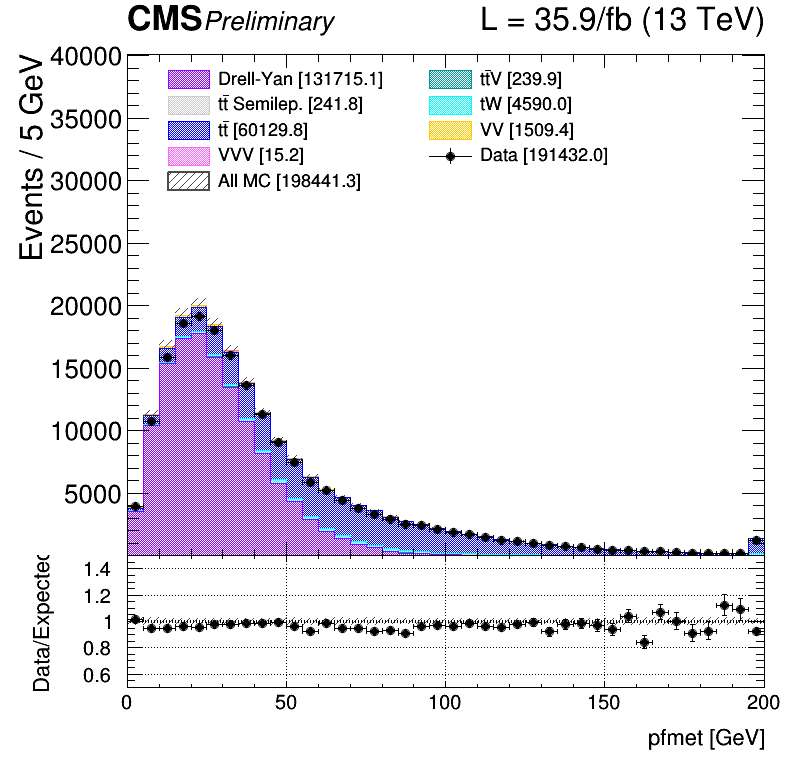 CMS Preliminary L = 35.9/fb (13 TeV)
Events / 5 GeV
40000
35000
30000
25000
20000
15000
10000
5000
Drell-Yan [131715.1]
tt̄ Semilep. [241.8]
tt̄ [60129.8]
VVV [15.2]
All MC [198441.3]
tt̄V [239.9]
tW [4590.0]
VV [1509.4]
Data [191432.0]
Data/Expected
1.4
1.2
1
0.8
0.6
0 50 100 150 200
pfmet [GeV]